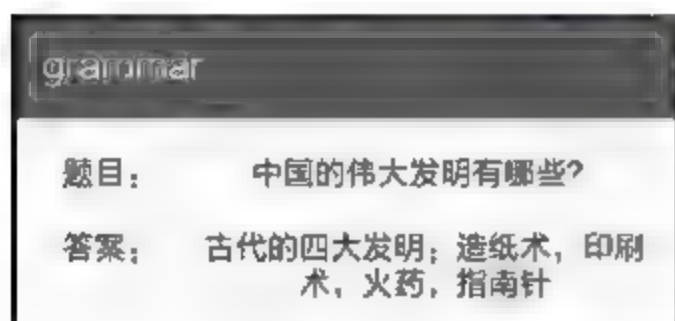 grammar
题目： 中国的伟大发明有哪些?
答案： 古代的四大发明：造纸术，印刷
术，火药，指南针